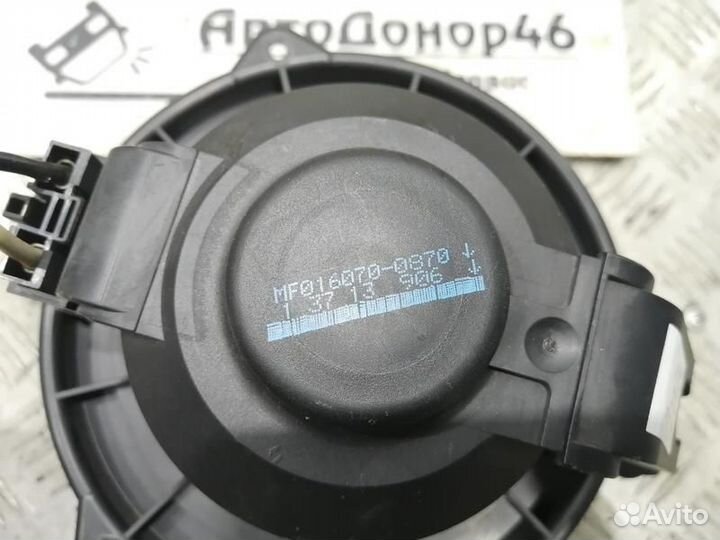 АвтоДонор46
MF016070-0870 ↓
1 37 13 906 ↓
Avito